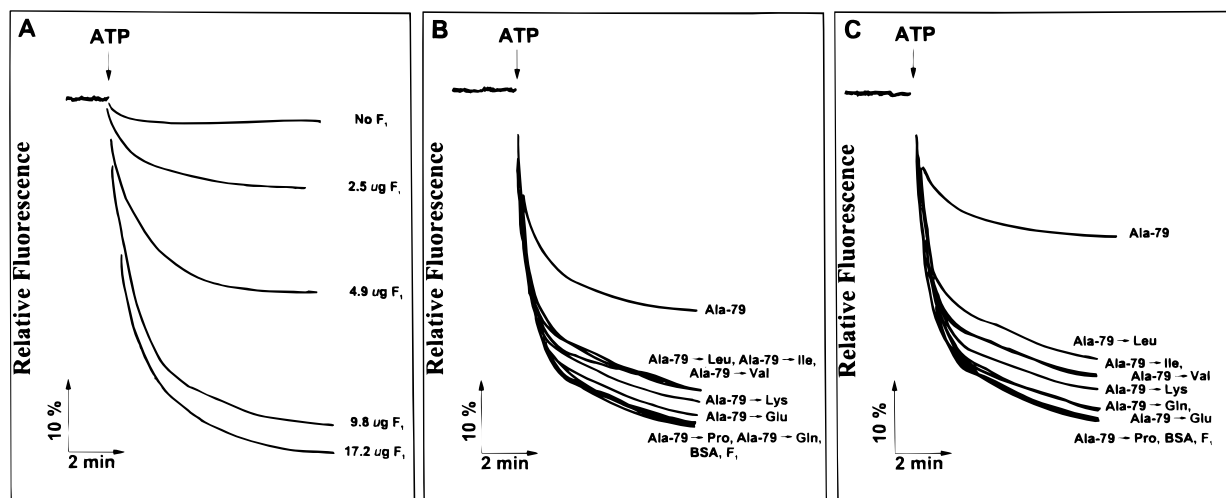 A
ATP
No F₁
2.5 ug F₁
4.9 ug F₁
9.8 ug F₁
17.2 ug F₁
Relative Fluorescence
10 %
2 min
B
ATP
Ala-79
Ala-79 → Leu, Ala-79 → Ile,
Ala-79 → Val
Ala-79 → Lys
Ala-79 → Glu
Ala-79 → Pro, Ala-79 → Gln,
BSA, F₁
Relative Fluorescence
10 %
2 min
C
ATP
Ala-79
Ala-79 → Leu
Ala-79 → Ile,
Ala-79 → Val
Ala-79 → Lys
Ala-79 → Gln,
Ala-79 → Glu
Ala-79 → Pro, BSA, F₁
Relative Fluorescence
10 %
2 min